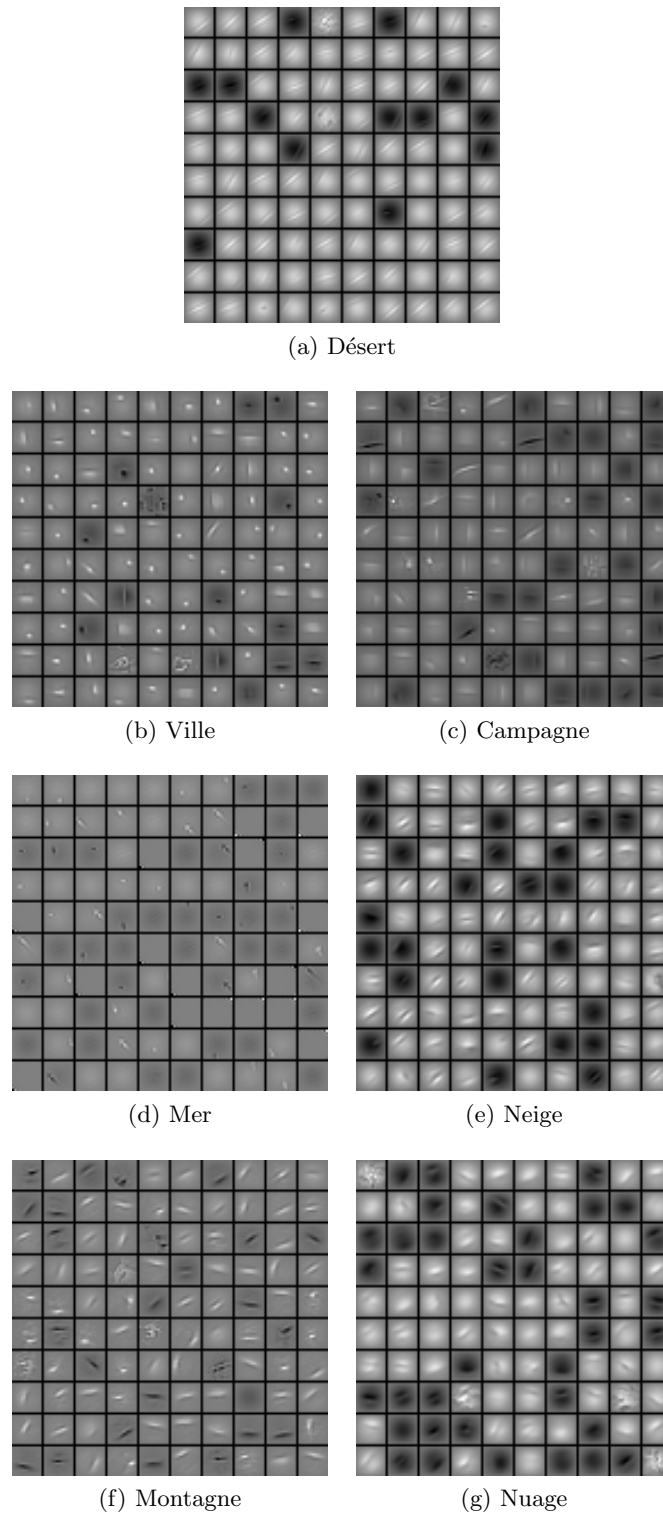 (a) Désert
(b) Ville
(c) Campagne
(d) Mer
(e) Neige
(f) Montagne
(g) Nuage